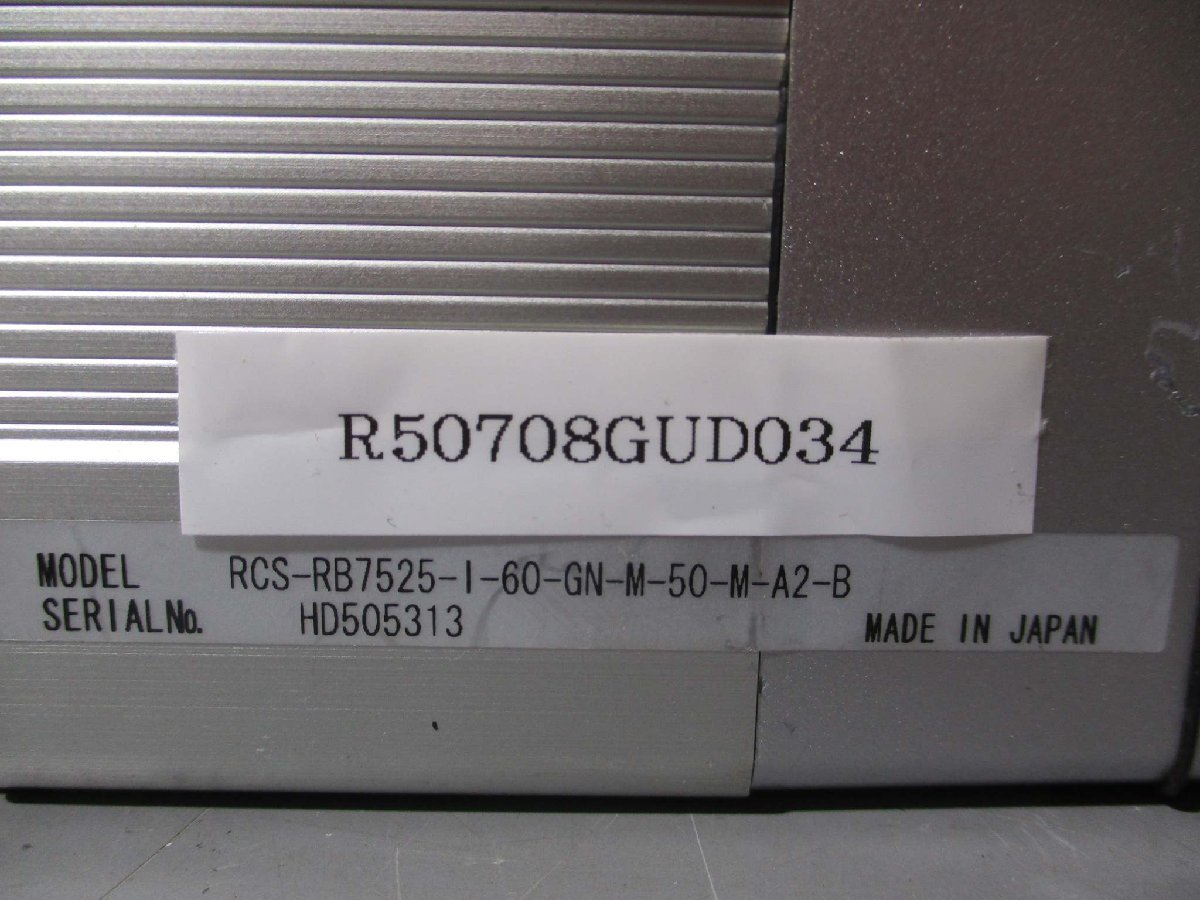 R50708GUD034
MODEL RCS-RB7525-I-60-GN-M-50-M-A2-B
SERIALNo. HD505313
MADE IN JAPAN